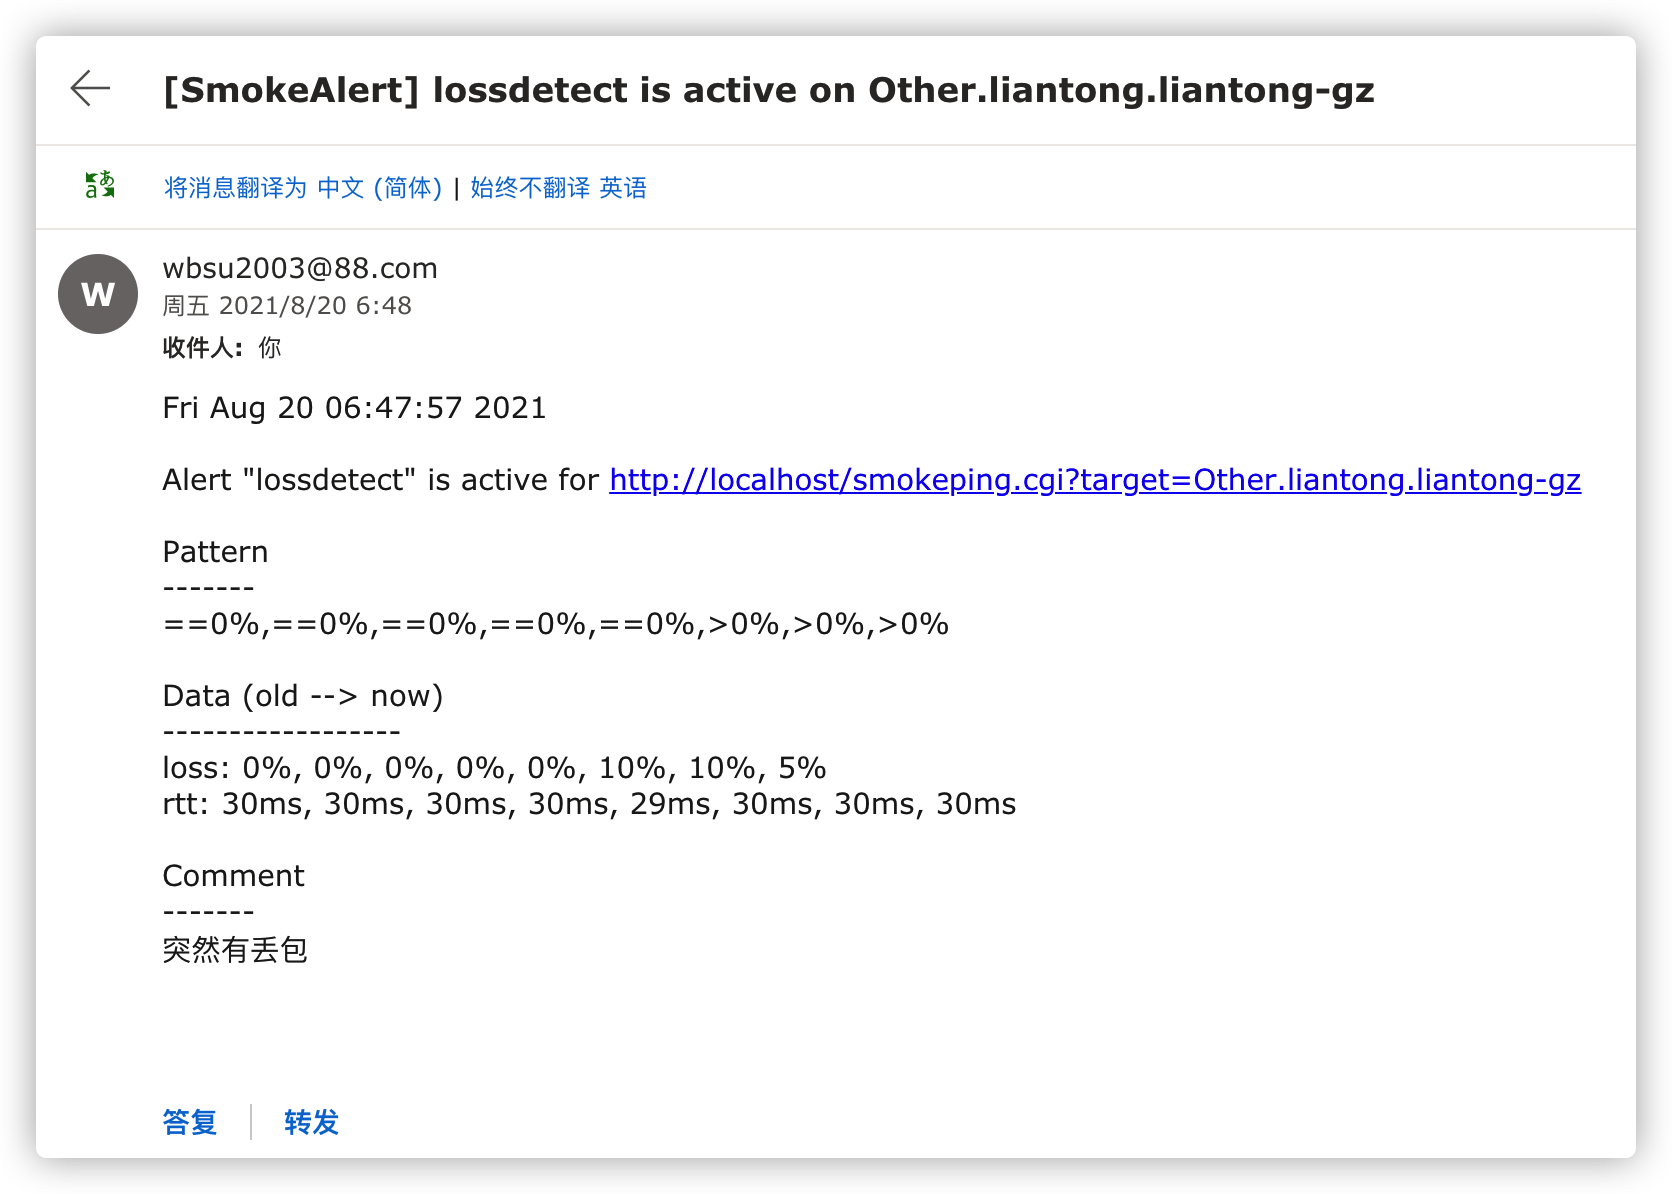 [SmokeAlert] lossdetect is active on Other.liantong.liantong-gz
将消息翻译为 中文 (简体) | 始终不翻译 英语
W
wbsu2003@88.com
周五 2021/8/20 6:48
收件人: 你
Fri Aug 20 06:47:57 2021
Alert "lossdetect" is active for http://localhost/smokeping.cgi?target=Other.liantong.liantong-gz
Pattern
-------
==0%,==0%,==0%,==0%,==0%,>0%,>0%,>0%
Data (old --> now)
------------------
loss: 0%, 0%, 0%, 0%, 0%, 10%, 10%, 5%
rtt: 30ms, 30ms, 30ms, 30ms, 29ms, 30ms, 30ms, 30ms
Comment
-------
突然有丢包
答复 | 转发